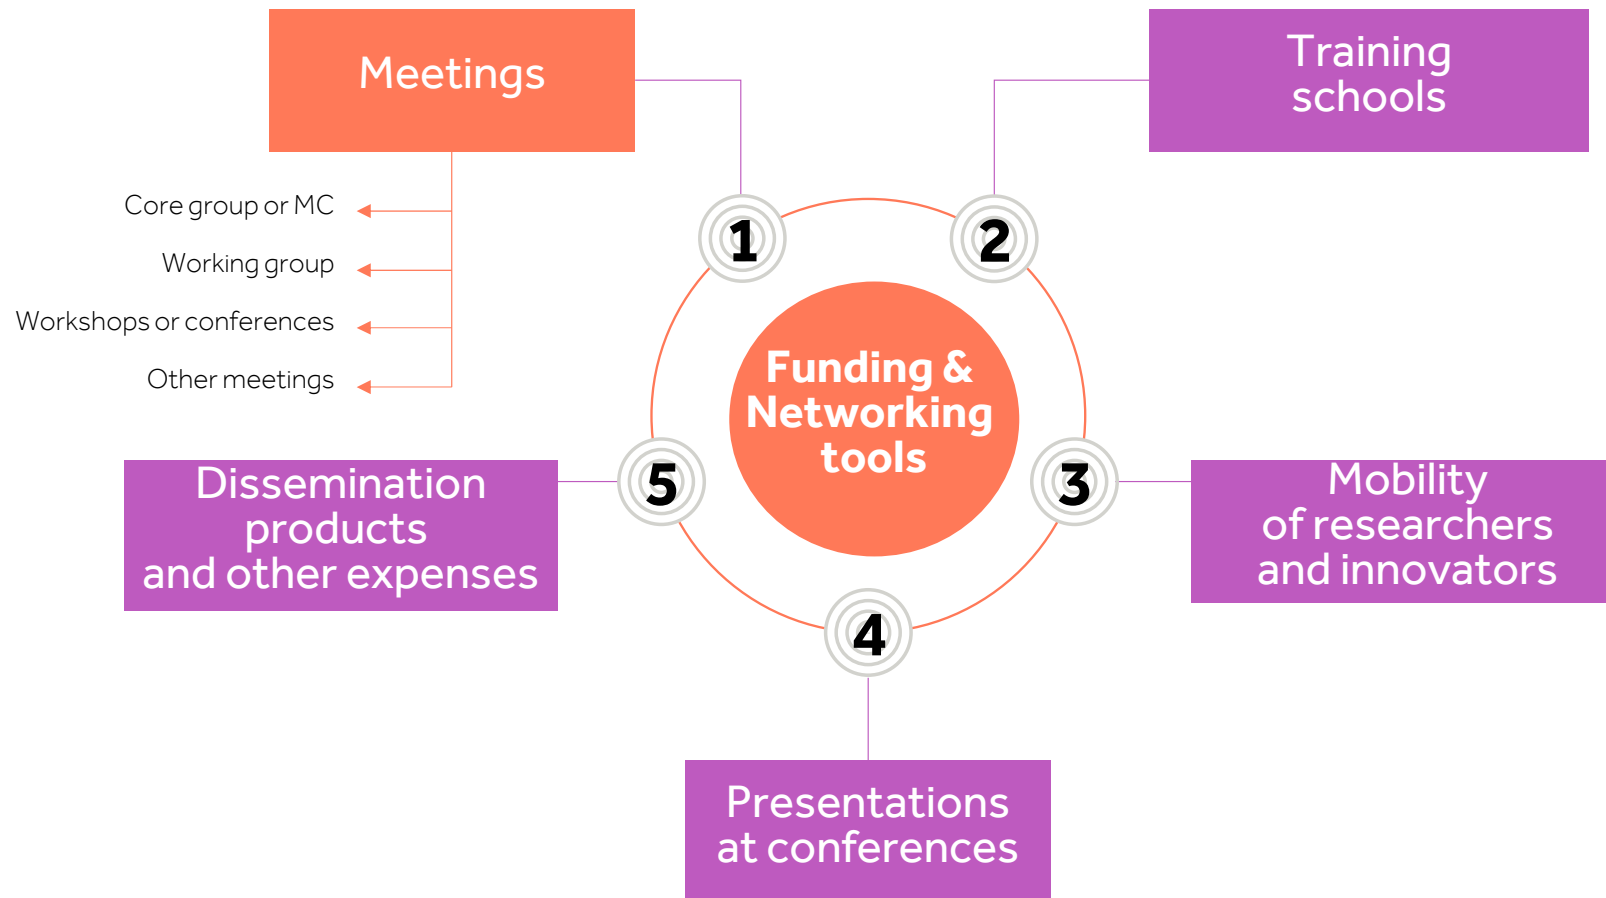 Meetings
Core group or MC
Working group
Workshops or conferences
Other meetings
Training
schools
1
2
Funding &
Networking
tools
5
3
Dissemination
products
and other expenses
Mobility
of researchers
and innovators
4
Presentations
at conferences